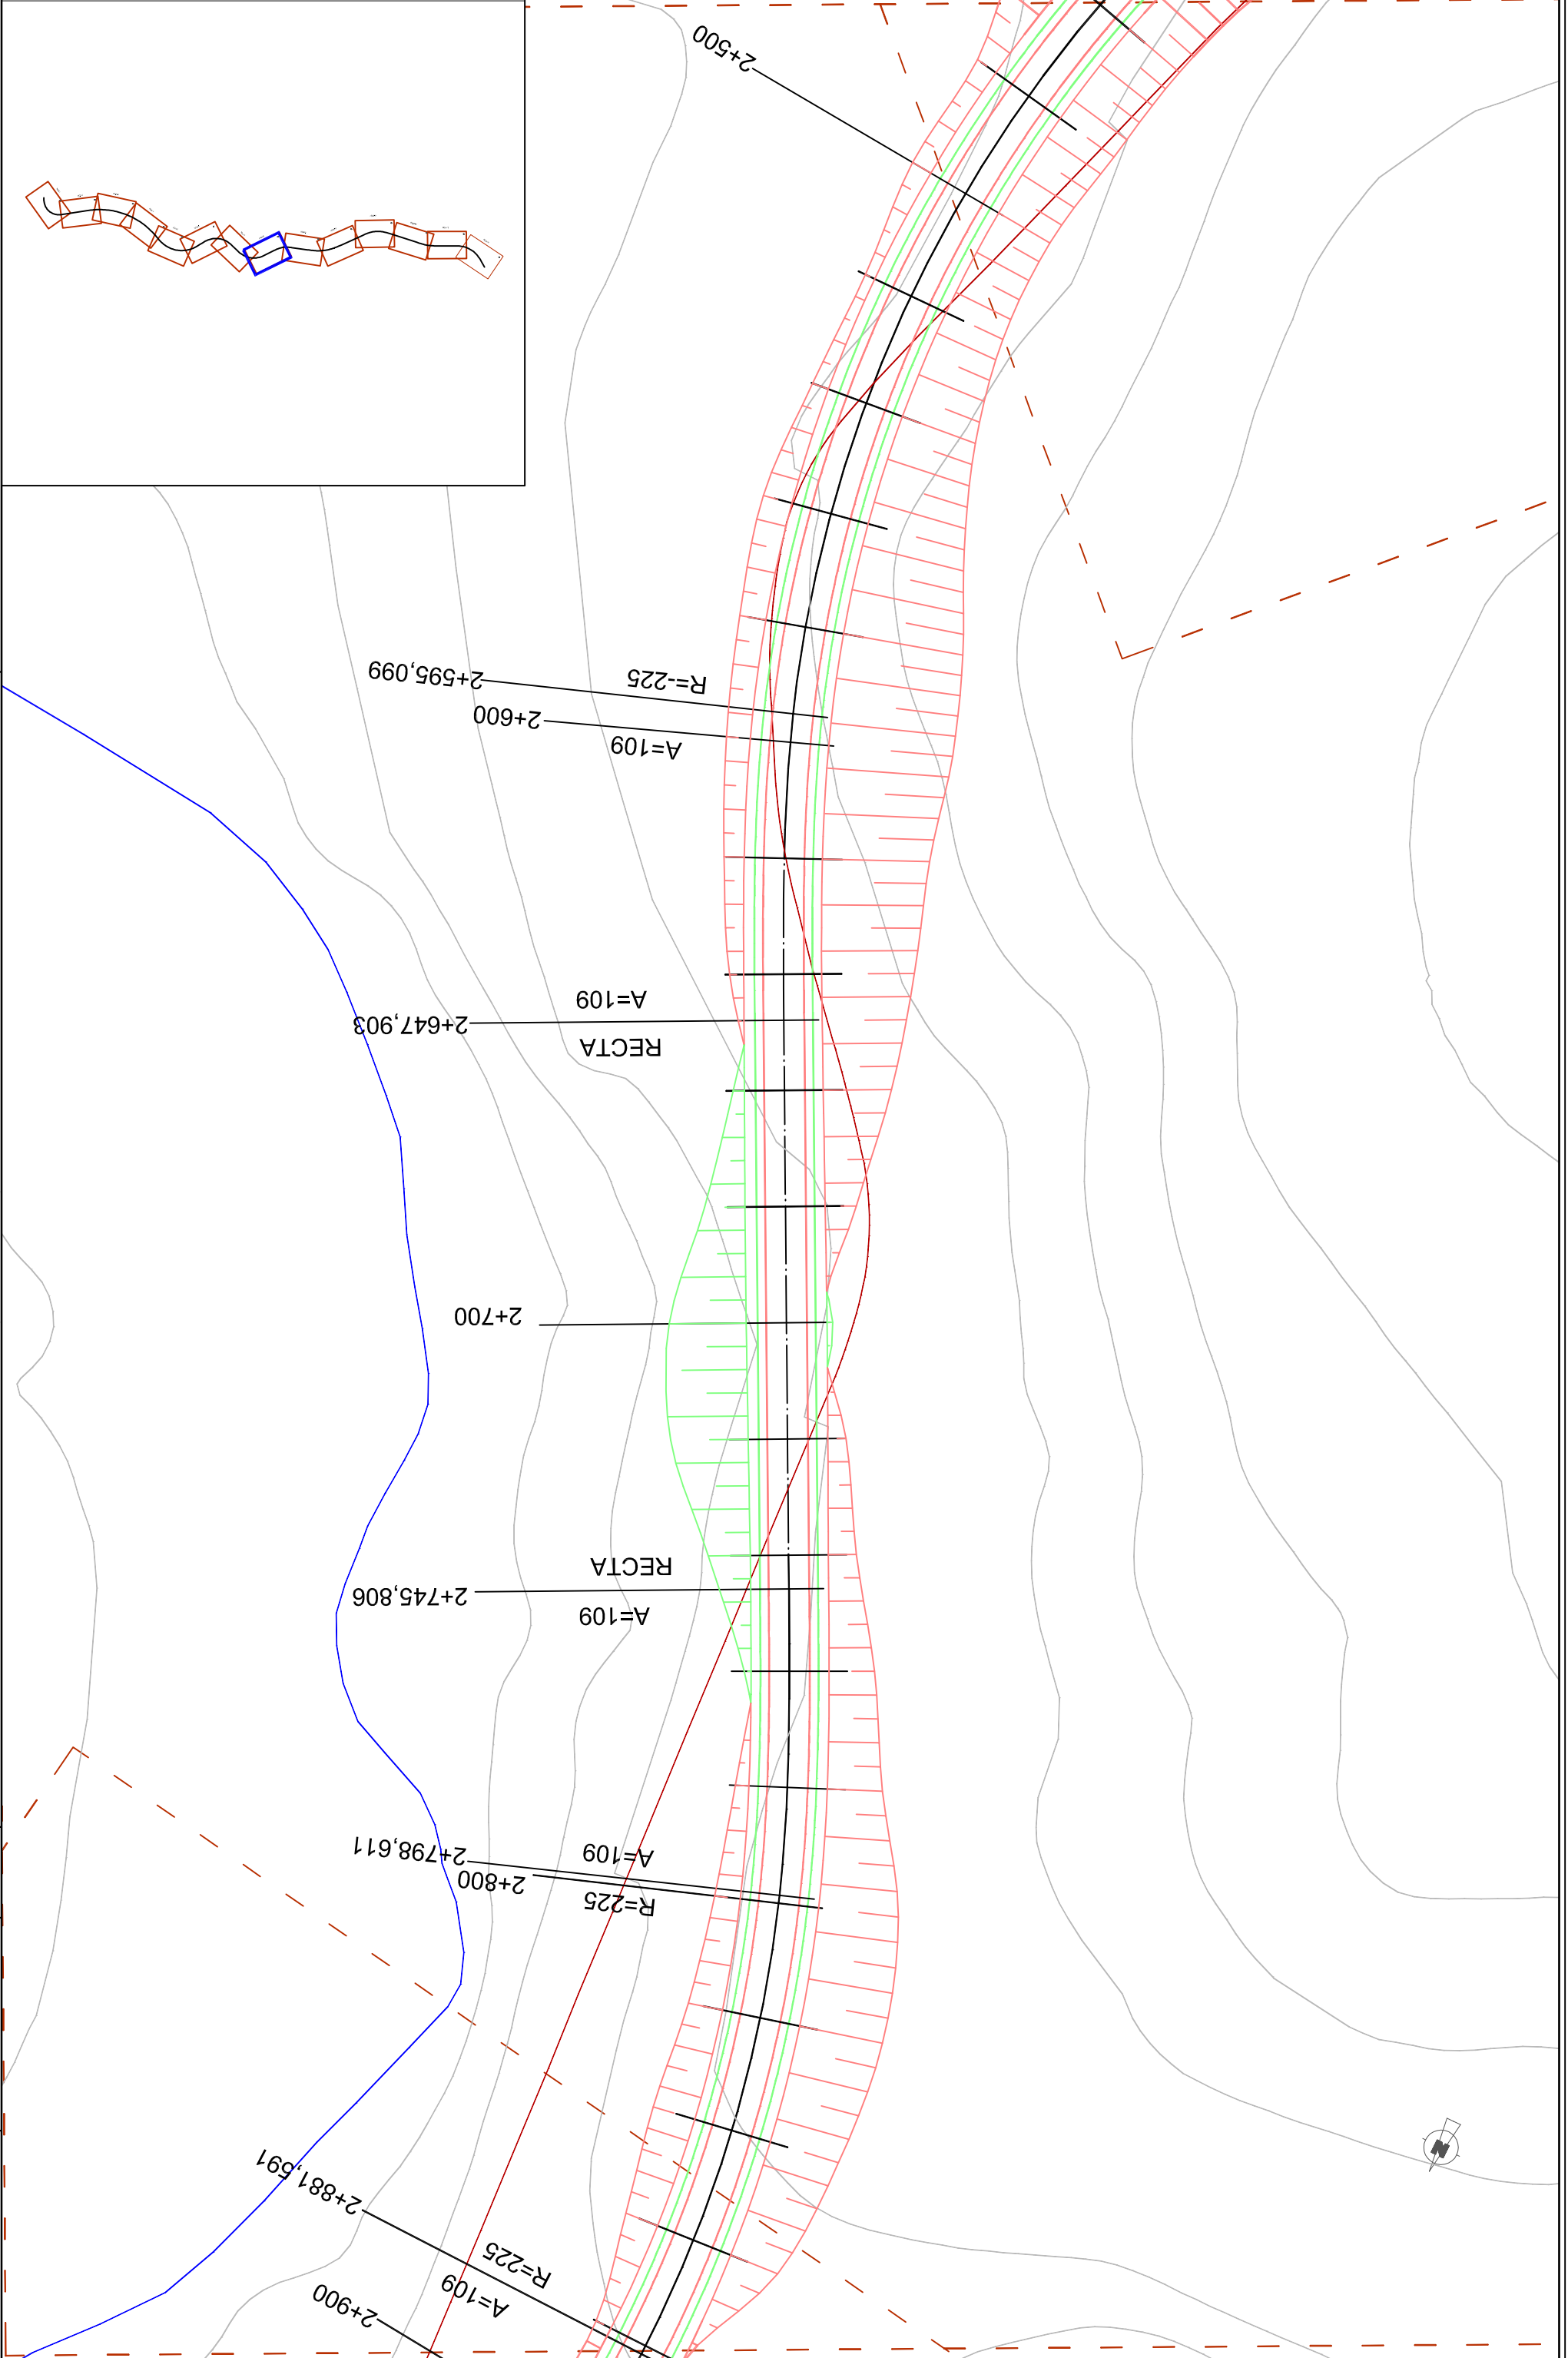 2+500
2+595,099
R=-225
2+600
A=109
A=109
2+647,903
RECTA
2+700
RECTA
2+745,806
A=109
A=109
2+798,611
2+800
R=225
2+881,591
R=225
A=109
2+900
N